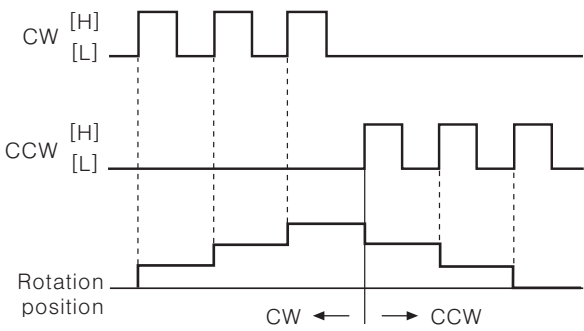 CW [H]
[L]
CCW [H]
[L]
Rotation
position
CW CCW